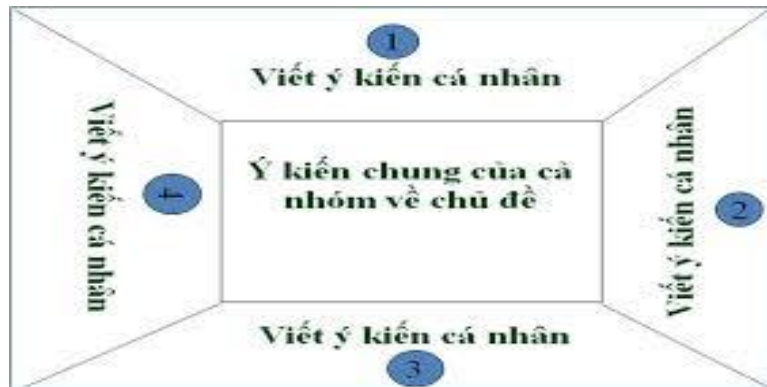 1
Viết ý kiến cá nhân
Viết ý kiến cá nhân
4
Ý kiến chung của cả
nhóm về chủ đề
2
Viết ý kiến cá nhân
Viết ý kiến cá nhân
3